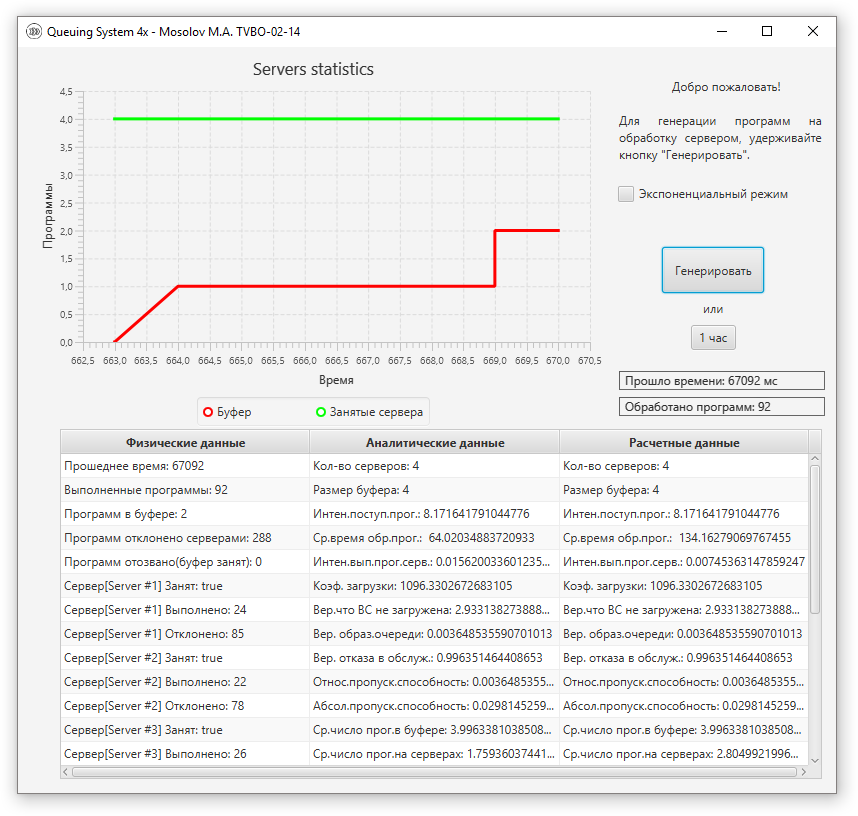 Queuing System 4x - Mosolov M.A. TVBO-02-14
Servers statistics
Программы
4,5
4,0
3,5
3,0
2,5
2,0
1,5
1,0
0,5
0,0
662,5 663,0 663,5 664,0 664,5 665,0 665,5 666,0 666,5 667,0 667,5 668,0 668,5 669,0 669,5 670,0 670,5
Время
Буфер Занятые сервера
Добро пожаловать!
Для генерации программ на
обработку сервером, удерживайте
кнопку "Генерировать".
Экспоненциальный режим
Генерировать
или
1 час
Прошло времени: 67092 мс
Обработано программ: 92
Физические данные Аналитические данные Расчетные данные
Прошеднее время: 67092 Кол-во серверов: 4 Кол-во серверов: 4
Выполненные программы: 92 Размер буфера: 4 Размер буфера: 4
Программ в буфере: 2 Интен.поступ.прог.: 8.171641791044776 Интен.поступ.прог.: 8.171641791044776
Программ отклонено серверами: 288 Ср.время обр.прог.: 64.02034883720933 Ср.время обр.прог.: 134.16279069767455
Программ отозвано(буфер занят): 0 Интен.вып.прог.серв.: 0.015620033601235... Интен.вып.прог.серв.: 0.00745363147859247
Сервер[Server #1] Занят: true Коэф. загрузки: 1096.3302672683105 Коэф. загрузки: 1096.3302672683105
Сервер[Server #1] Выполнено: 24 Вер.что ВС не загружена: 2.933138273888... Вер.что ВС не загружена: 2.933138273888...
Сервер[Server #1] Отклонено: 85 Вер. образ.очереди: 0.003648535590701013 Вер. образ.очереди: 0.003648535590701013
Сервер[Server #2] Занят: true Вер. отказа в обслуж.: 0.996351464408653 Вер. отказа в обслуж.: 0.996351464408653
Сервер[Server #2] Выполнено: 22 Относ.пропуск.способность: 0.0036485355... Относ.пропуск.способность: 0.0036485355...
Сервер[Server #2] Отклонено: 78 Абсол.пропуск.способность: 0.0298145259... Абсол.пропуск.способность: 0.0298145259...
Сервер[Server #3] Занят: true Ср.число прог.в буфере: 3.9963381038508... Ср.число прог.в буфере: 3.9963381038508...
Сервер[Server #3] Выполнено: 26 Ср.число прог.на серверах: 1.75936037441... Ср.число прог.на серверах: 2.8049921996...